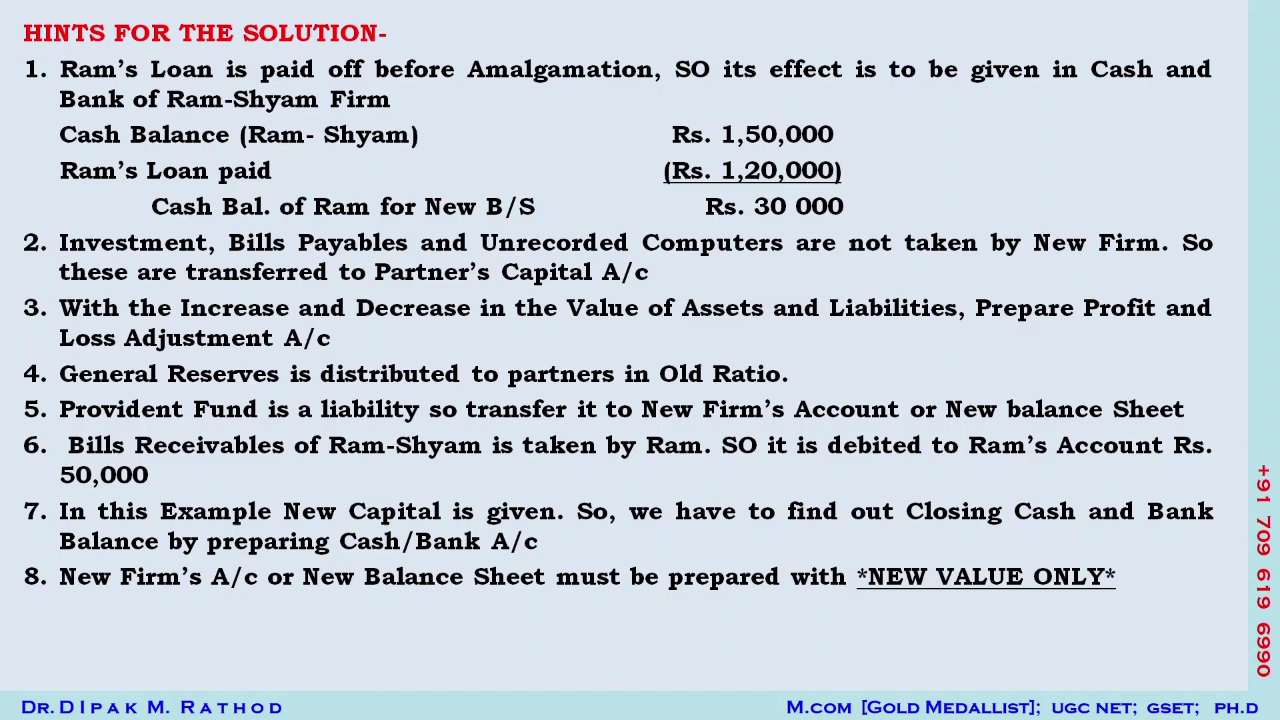 HINTS FOR THE SOLUTION-
1. Ram's Loan is paid off before Amalgamation, SO its effect is to be given in Cash and
Bank of Ram-Shyam Firm
Cash Balance (Ram- Shyam) Rs. 1,50,000
Ram's Loan paid (Rs. 1,20,000)
Cash Bal. of Ram for New B/S Rs. 30 000
2. Investment, Bills Payables and Unrecorded Computers are not taken by New Firm. So
these are transferred to Partner's Capital A/c
3. With the Increase and Decrease in the Value of Assets and Liabilities, Prepare Profit and
Loss Adjustment A/c
4. General Reserves is distributed to partners in Old Ratio.
5. Provident Fund is a liability so transfer it to New Firm's Account or New balance Sheet
6. Bills Receivables of Ram-Shyam is taken by Ram. SO it is debited to Ram's Account Rs.
50,000
7. In this Example New Capital is given. So, we have to find out Closing Cash and Bank
Balance by preparing Cash/Bank A/c
8. New Firm's A/c or New Balance Sheet must be prepared with *NEW VALUE ONLY*
+91 709 619 6990
DR. DIPAK M. RATHOD
M.COM [GOLD MEDALLIST]; UGC NET; GSET; PH.D